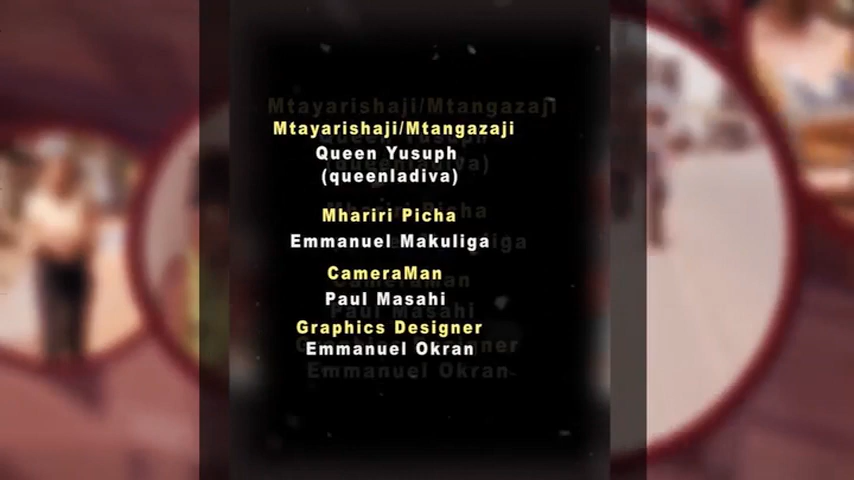 Mtayarishaji/Mtangazaji
Queen Yusuph
(queenladiva)
Mhariri Picha
Emmanuel Makuliga
CameraMan
Paul Masahi
Graphics Designer
Emmanuel Okran